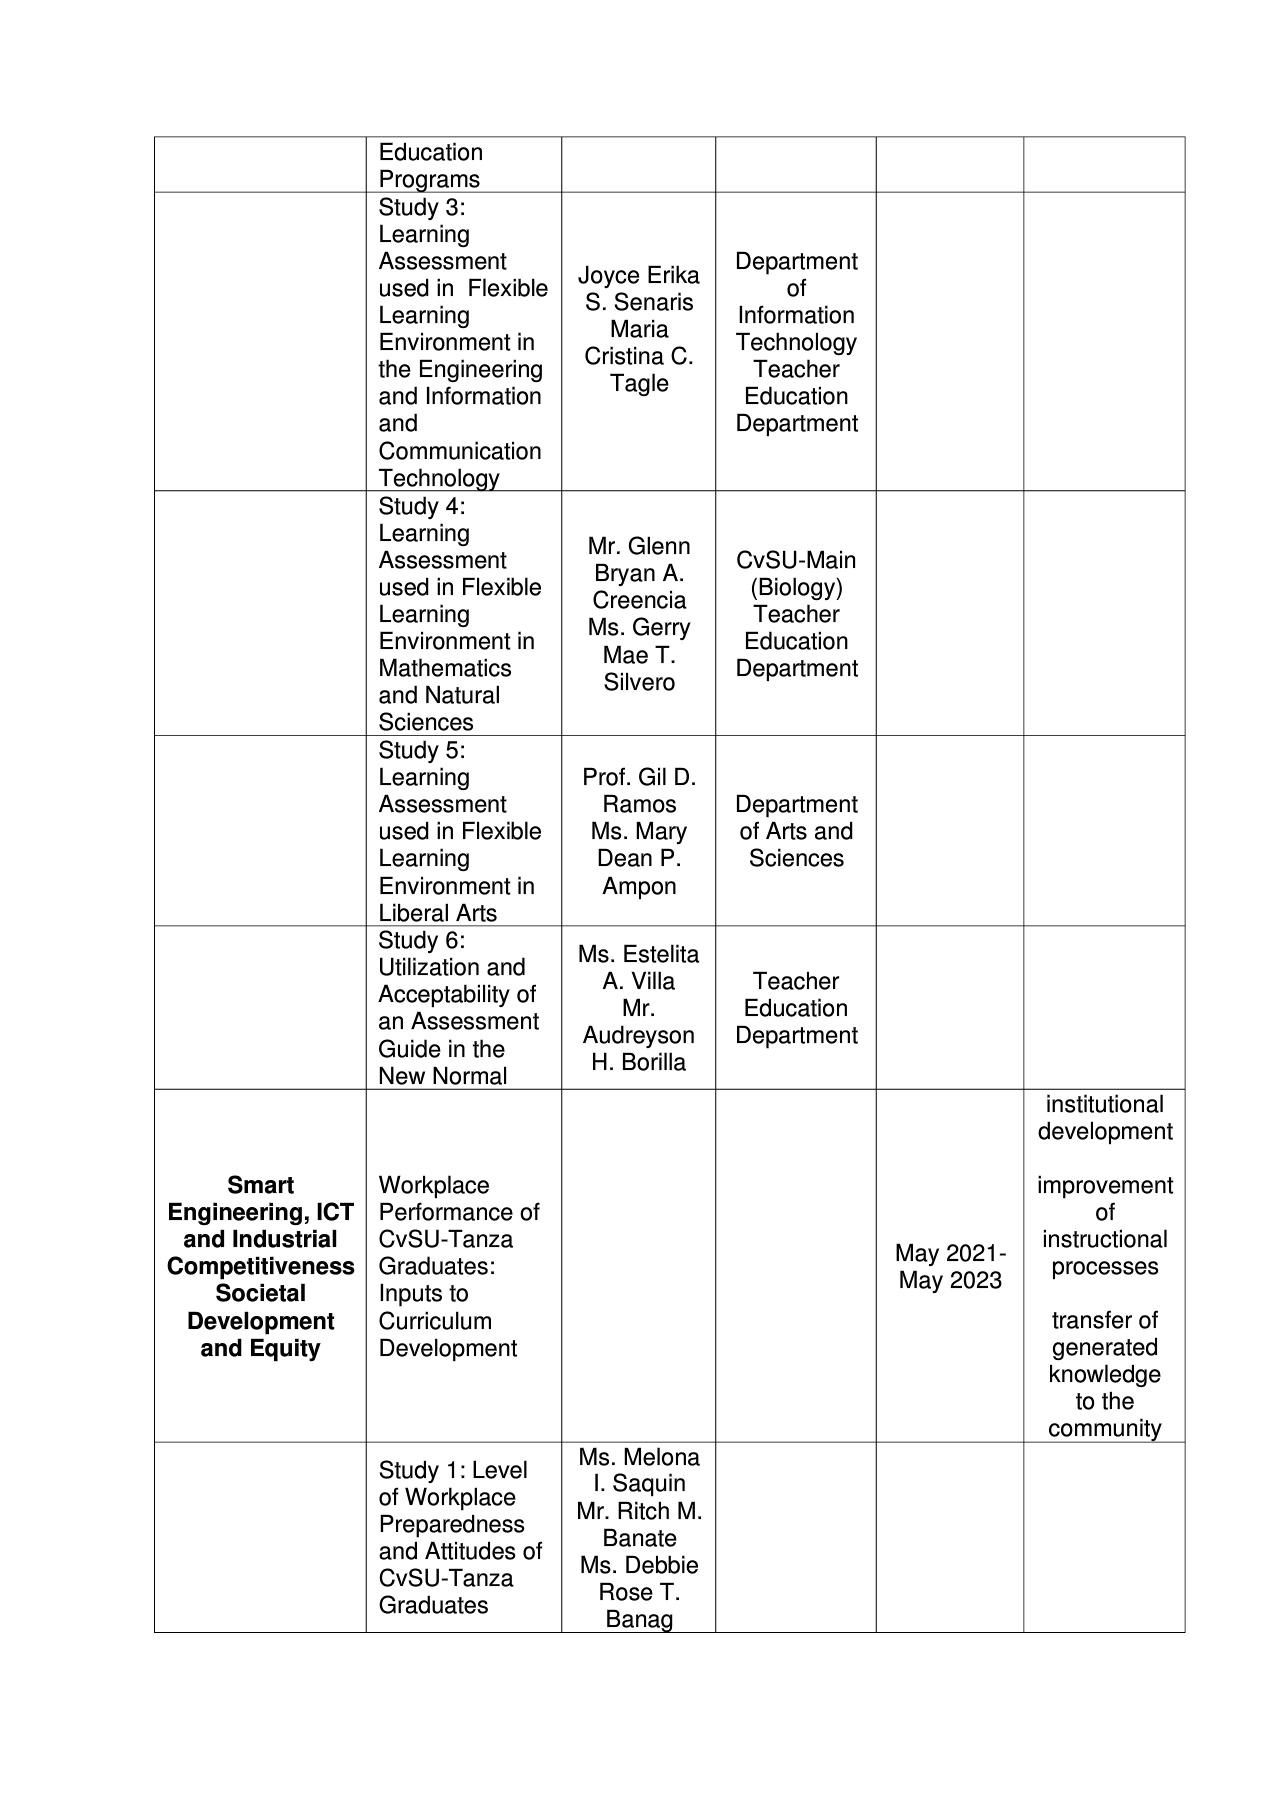 Education
Programs
Study 3:
Learning
Assessment
used in  Flexible
Learning
Environment in
the Engineering
and Information
and
Communication
Technology
Joyce Erika
S. Senaris
Maria
Cristina C.
Tagle
Department
of
Information
Technology
Teacher
Education
Department
Study 4:
Learning
Assessment
used in Flexible
Learning
Environment in
Mathematics
and Natural
Sciences
Mr. Glenn
Bryan A.
Creencia
Ms. Gerry
Mae T.
Silvero
CvSU-Main
(Biology)
Teacher
Education
Department
Study 5:
Learning
Assessment
used in Flexible
Learning
Environment in
Liberal Arts
Prof. Gil D.
Ramos
Ms. Mary
Dean P.
Ampon
Department
of Arts and
Sciences
Study 6:
Utilization and
Acceptability of
an Assessment
Guide in the
New Normal
Ms. Estelita
A. Villa
Mr.
Audreyson
H. Borilla
Teacher
Education
Department
Smart
Engineering, ICT
and Industrial
Competitiveness
Societal
Development
and Equity
Workplace
Performance of
CvSU-Tanza
Graduates:
Inputs to
Curriculum
Development
May 2021-
May 2023
institutional
development
improvement
of
instructional
processes
transfer of
generated
knowledge
to the
community
Study 1: Level
of Workplace
Preparedness
and Attitudes of
CvSU-Tanza
Graduates
Ms. Melona
I. Saquin
Mr. Ritch M.
Banate
Ms. Debbie
Rose T.
Banag